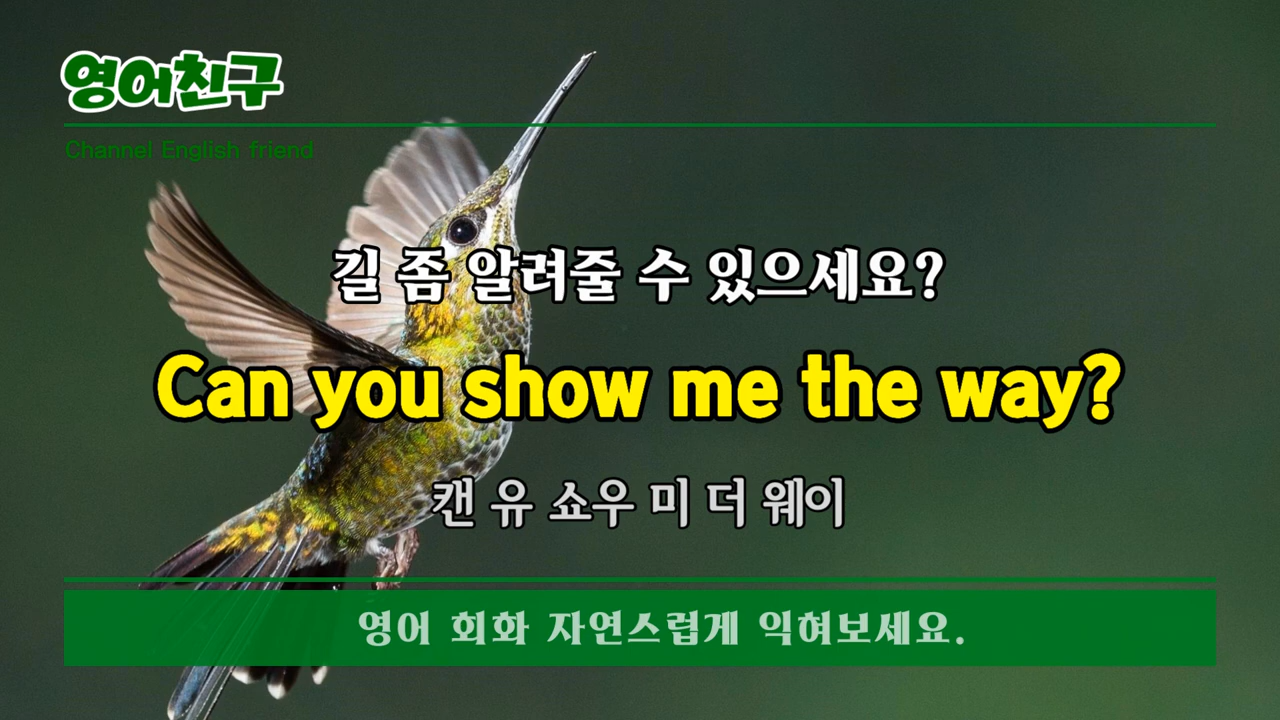 영어친구
Channel English friend
길 좀 알려줄 수 있으세요?
Can you show me the way?
캔 유 쇼우 미 더 웨이
영어 회화 자연스럽게 익혀보세요.